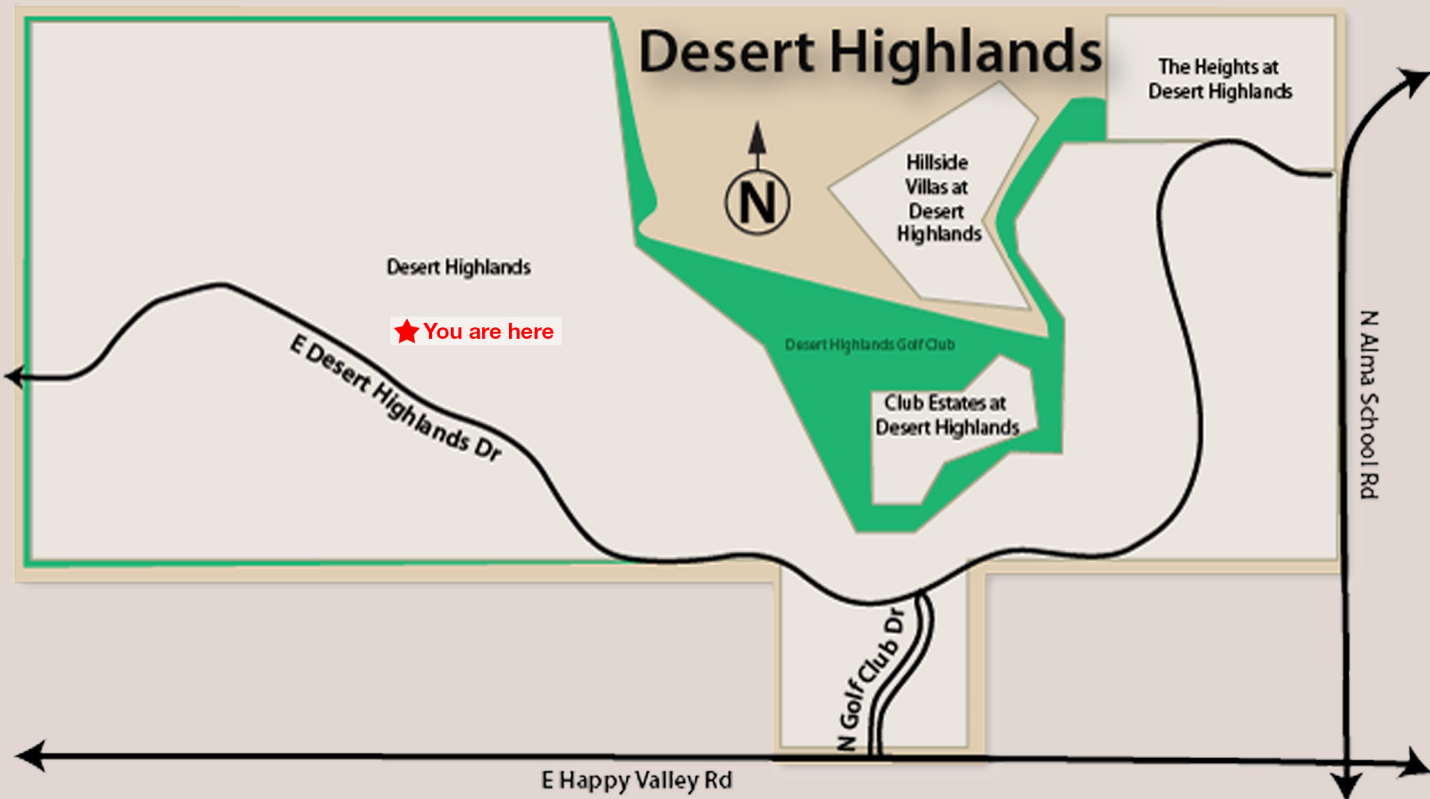 Desert Highlands
The Heights at
Desert Highlands
N
Hillside
Villas at
Desert
Highlands
Desert Highlands
You are here
E Desert Highlands Dr
Desert Highlands Golf Club
Club Estates at
Desert Highlands
N Alma School Rd
N Golf Club Dr
E Happy Valley Rd